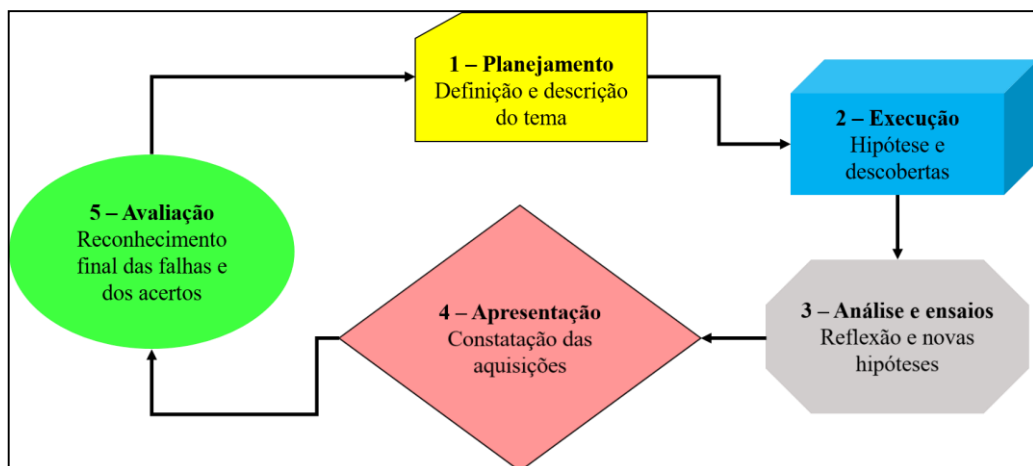 1 – Planejamento
Definição e descrição
do tema
2 – Execução
Hipótese e
descobertas
3 – Análise e ensaios
Reflexão e novas
hipóteses
4 – Apresentação
Constatação das
aquisições
5 – Avaliação
Reconhecimento
final das falhas e
dos acertos